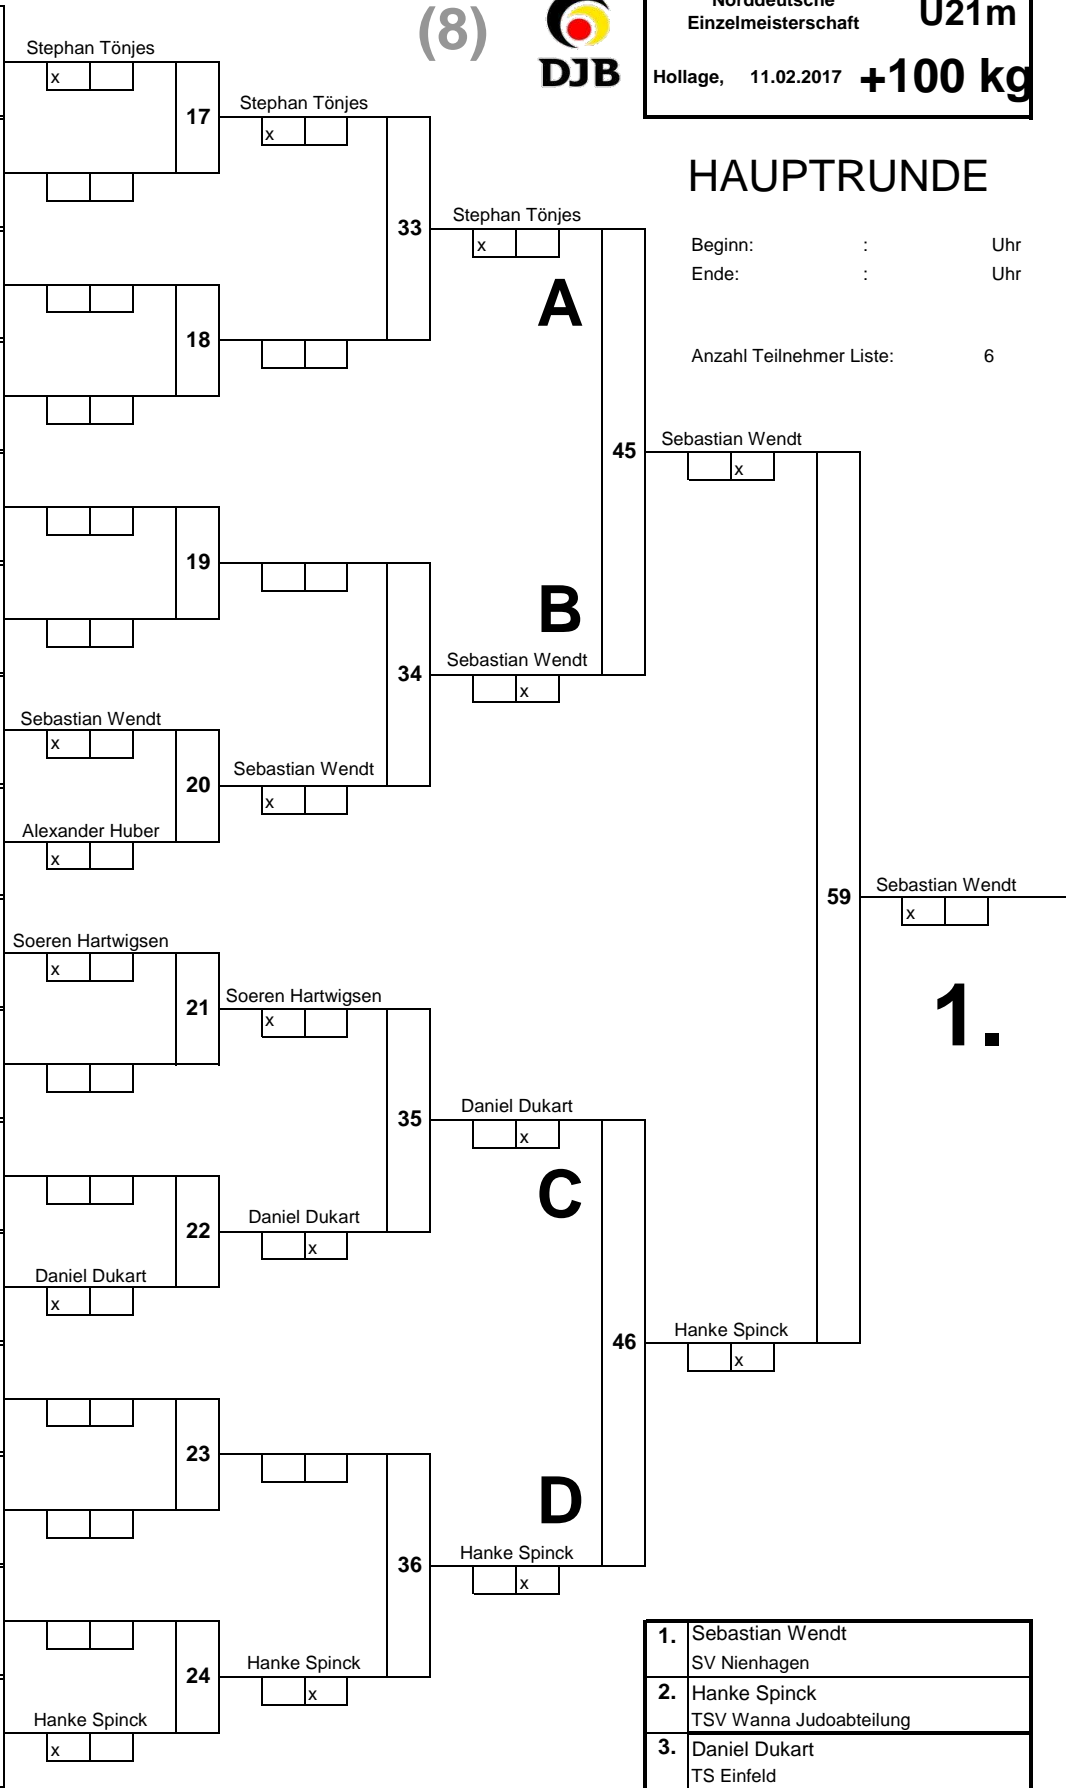 (8)
DJB
Norddeutsche
Einzelmeisterschaft
U21m
Hollage, 11.02.2017 +100 kg
HAUPTRUNDE
Beginn: : Uhr
Ende: : Uhr
Anzahl Teilnehmer Liste: 6
Stephan Tönjes
x
17
Stephan Tönjes
x
33
Stephan Tönjes
x
A
18
45
Sebastian Wendt
x
19
B
34
Sebastian Wendt
x
Sebastian Wendt
x
20
Sebastian Wendt
x
Alexander Huber
x
59
Sebastian Wendt
x
1.
Soeren Hartwigsen
x
21
Soeren Hartwigsen
x
35
Daniel Dukart
x
C
22
Daniel Dukart
x
Daniel Dukart
x
46
Hanke Spinck
x
23
D
36
Hanke Spinck
x
24
Hanke Spinck
x
Hanke Spinck
x
1. Sebastian Wendt
SV Nienhagen
2. Hanke Spinck
TSV Wanna Judoabteilung
3. Daniel Dukart
TS Einfeld